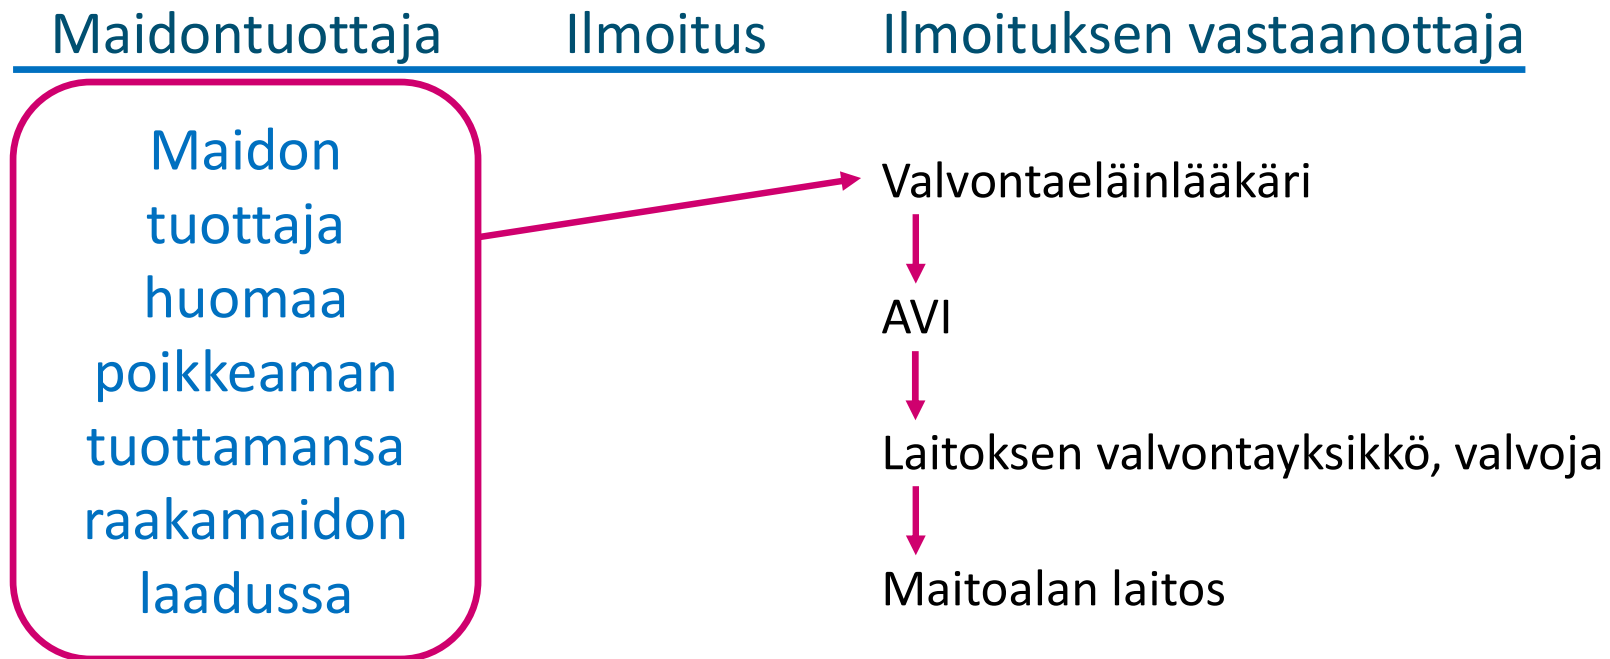 Maidontuottaja Ilmoitus Ilmoituksen vastaanottaja
Maidon
tuottaja
huomaa
poikkeaman
tuottamansa
raakamaidon
laadussa
Valvontaeläinlääkäri
AVI
Laitoksen valvontayksikkö, valvoja
Maitoalan laitos